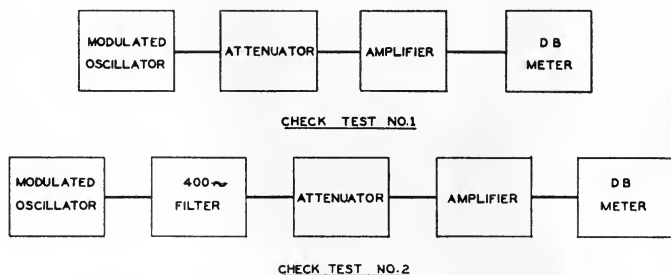 MODULATED
OSCILLATOR
ATTENUATOR
AMPLIFIER
DB
METER
CHECK TEST NO.1
MODULATED
OSCILLATOR
400~
FILTER
ATTENUATOR
AMPLIFIER
DB
METER
CHECK TEST NO.2